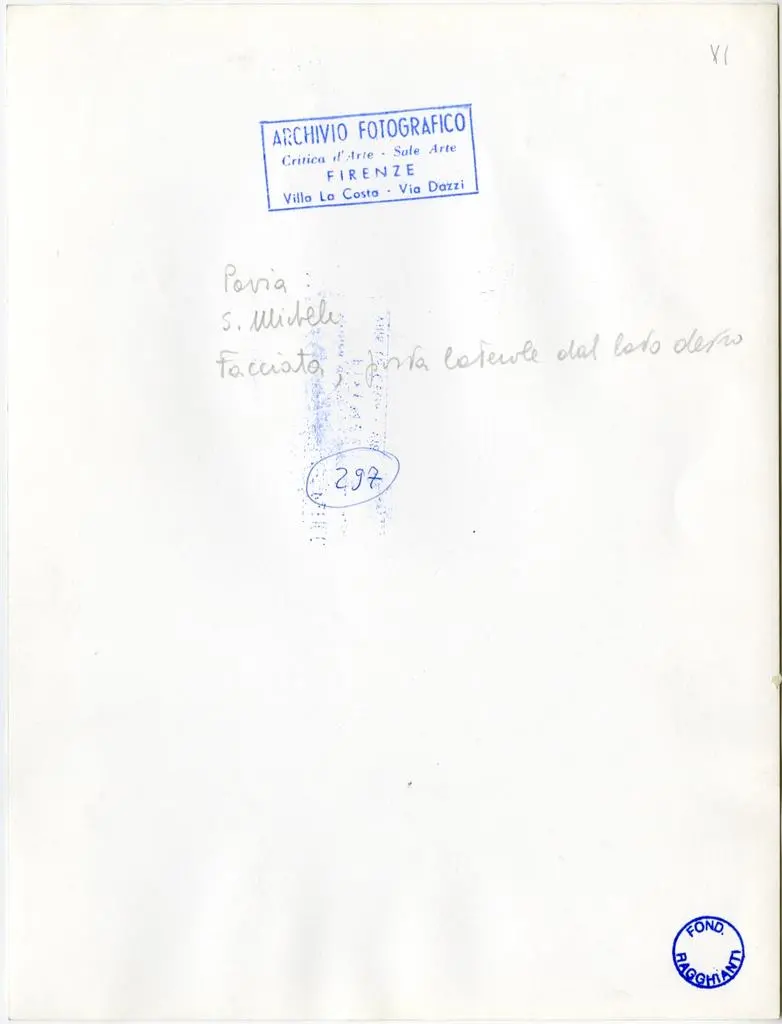 XI
ARCHIVIO FOTOGRAFICO
Critica d'Arte - Sele Arte
FIRENZE
Villa La Costa - Via Dazzi
Pavia :
S. Michele
Facciata, porta laterale dal lato destro
297
FOND.
RAGGHIANTI